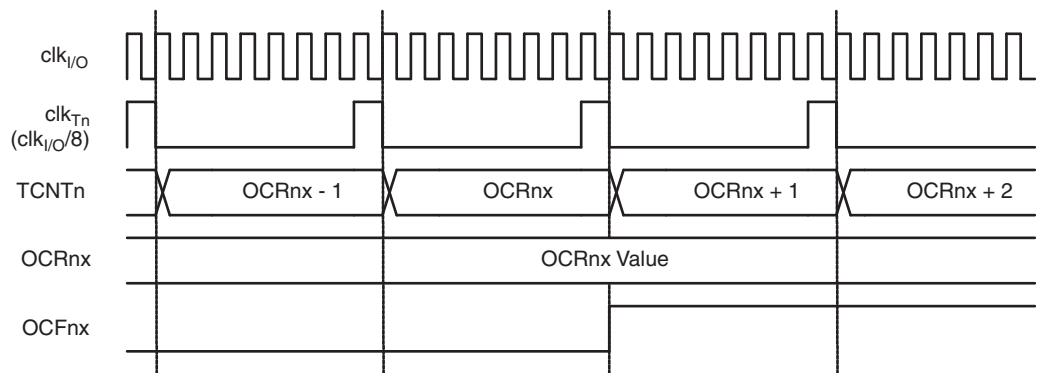 clkI/O
clkTn
(clkI/O/8)
TCNTn OCRnx - 1 OCRnx OCRnx + 1 OCRnx + 2
OCRnx OCRnx Value
OCFnx